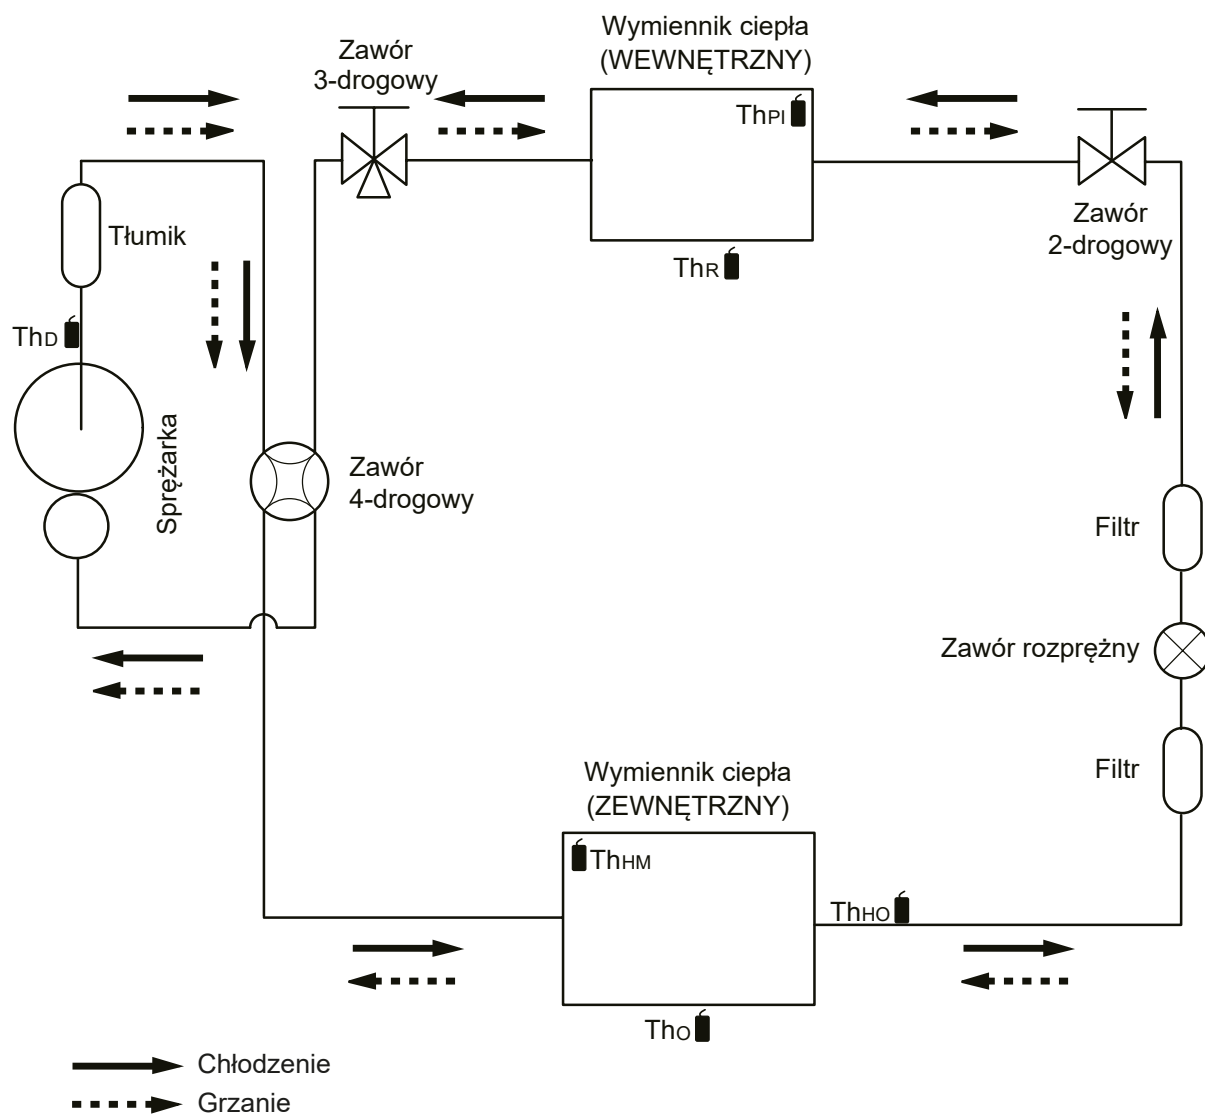 Wymiennik ciepła
(WEWNĘTRZNY)
Zawór
3-drogowy
ThPI
Tłumik
Zawór
2-drogowy
ThR
ThD
Sprężarka
Zawór
4-drogowy
Filtr
Zawór rozprężny
Wymiennik ciepła
(ZEWNĘTRZNY)
Filtr
ThHM
ThHO
ThO
Chłodzenie
Grzanie